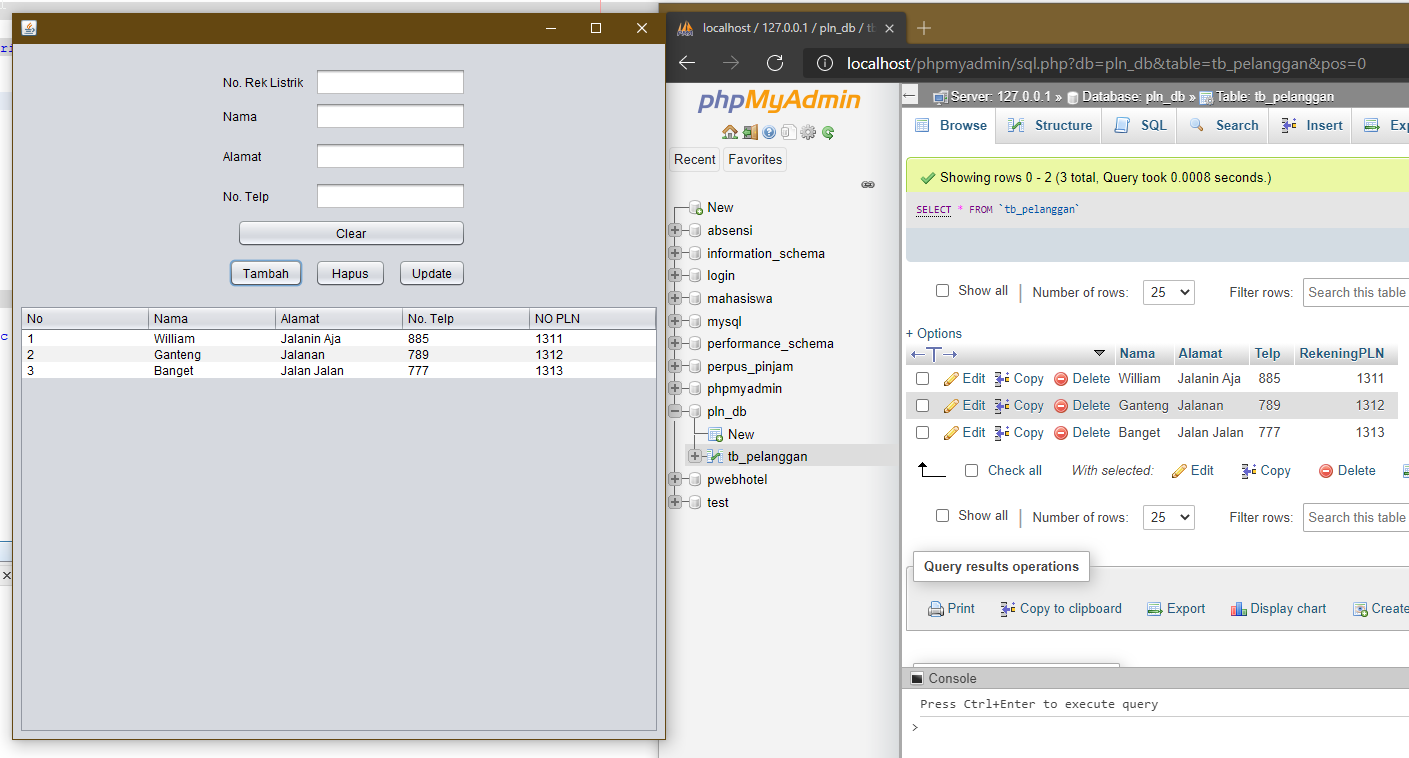 ri
c
No. Rek Listrik
Nama
Alamat
No. Telp
Clear
Tambah Hapus Update
No Nama Alamat No. Telp NO PLN
1 William Jalanin Aja 885 1311
2 Ganteng Jalanan 789 1312
3 Banget Jalan Jalan 777 1313
localhost / 127.0.0.1 / pln_db / tb
localhost/phpmyadmin/sql.php?db=pln_db&table=tb_pelanggan&pos=0
phpMyAdmin
Recent Favorites
New
absensi
information_schema
login
mahasiswa
mysql
performance_schema
perpus_pinjam
phpmyadmin
pln_db
New
tb_pelanggan
pwebhotel
test
Server: 127.0.0.1 » Database: pln_db » Table: tb_pelanggan
Browse Structure SQL Search Insert Exp
Showing rows 0 - 2 (3 total, Query took 0.0008 seconds.)
SELECT * FROM `tb_pelanggan`
Show all Number of rows: 25 Filter rows: Search this table
+ Options
Nama Alamat Telp RekeningPLN
Edit Copy Delete William Jalanin Aja 885 1311
Edit Copy Delete Ganteng Jalanan 789 1312
Edit Copy Delete Banget Jalan Jalan 777 1313
Check all With selected: Edit Copy Delete
Show all Number of rows: 25 Filter rows: Search this table
Query results operations
Print Copy to clipboard Export Display chart Create
Console
Press Ctrl+Enter to execute query
>